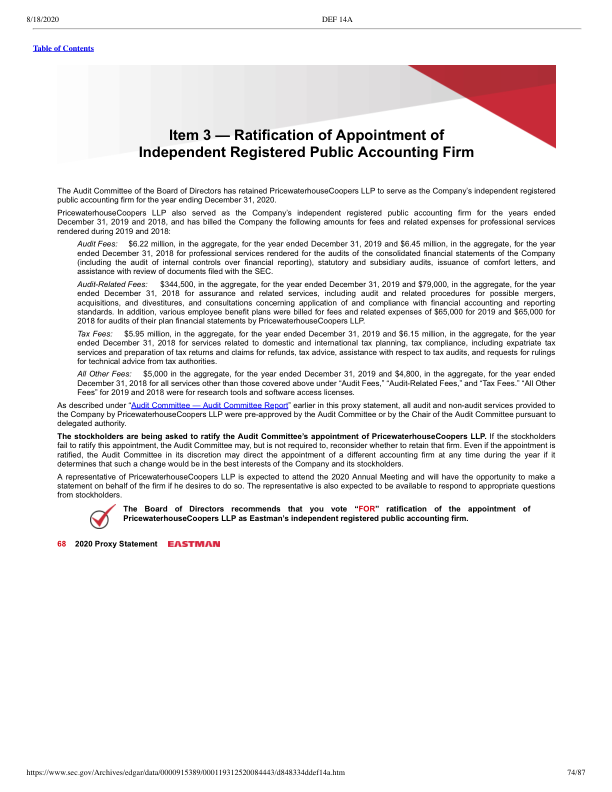 8/18/2020 DEF 14A
Table of Contents
Item 3 — Ratification of Appointment of
Independent Registered Public Accounting Firm
The Audit Committee of the Board of Directors has retained PricewaterhouseCoopers LLP to serve as the Company's independent registered
public accounting firm for the year ending December 31, 2020.
PricewaterhouseCoopers LLP also served as the Company's independent registered public accounting firm for the years ended
December 31, 2019 and 2018, and has billed the Company the following amounts for fees and related expenses for professional services
rendered during 2019 and 2018:
Audit Fees: $6.22 million, in the aggregate, for the year ended December 31, 2019 and $6.45 million, in the aggregate, for the year
ended December 31, 2018 for professional services rendered for the audits of the consolidated financial statements of the Company
(including the audit of internal controls over financial reporting), statutory and subsidiary audits, issuance of comfort letters, and
assistance with review of documents filed with the SEC.
Audit-Related Fees: $344,500, in the aggregate, for the year ended December 31, 2019 and $79,000, in the aggregate, for the year
ended December 31, 2018 for assurance and related services, including audit and related procedures for possible mergers,
acquisitions, and divestitures, and consultations concerning application of and compliance with financial accounting and reporting
standards. In addition, various employee benefit plans were billed for fees and related expenses of $65,000 for 2019 and $65,000 for
2018 for audits of their plan financial statements by PricewaterhouseCoopers LLP.
Tax Fees: $5.95 million, in the aggregate, for the year ended December 31, 2019 and $6.15 million, in the aggregate, for the year
ended December 31, 2018 for services related to domestic and international tax planning, tax compliance, including expatriate tax
services and preparation of tax returns and claims for refunds, tax advice, assistance with respect to tax audits, and requests for rulings
for technical advice from tax authorities.
All Other Fees: $5,000 in the aggregate, for the year ended December 31, 2019 and $4,800, in the aggregate, for the year ended
December 31, 2018 for all services other than those covered above under “Audit Fees,” “Audit-Related Fees,” and “Tax Fees.” “All Other
Fees” for 2019 and 2018 were for research tools and software access licenses.
As described under “Audit Committee — Audit Committee Report” earlier in this proxy statement, all audit and non-audit services provided to
the Company by PricewaterhouseCoopers LLP were pre-approved by the Audit Committee or by the Chair of the Audit Committee pursuant to
delegated authority.
The stockholders are being asked to ratify the Audit Committee's appointment of PricewaterhouseCoopers LLP. If the stockholders
fail to ratify this appointment, the Audit Committee may, but is not required to, reconsider whether to retain that firm. Even if the appointment is
ratified, the Audit Committee in its discretion may direct the appointment of a different accounting firm at any time during the year if it
determines that such a change would be in the best interests of the Company and its stockholders.
A representative of PricewaterhouseCoopers LLP is expected to attend the 2020 Annual Meeting and will have the opportunity to make a
statement on behalf of the firm if he desires to do so. The representative is also expected to be available to respond to appropriate questions
from stockholders.
The Board of Directors recommends that you vote “FOR” ratification of the appointment of
PricewaterhouseCoopers LLP as Eastman's independent registered public accounting firm.
68 2020 Proxy Statement EASTMAN
https://www.sec.gov/Archives/edgar/data/0000915389/000119312520084443/d848334ddef14a.htm 74/87